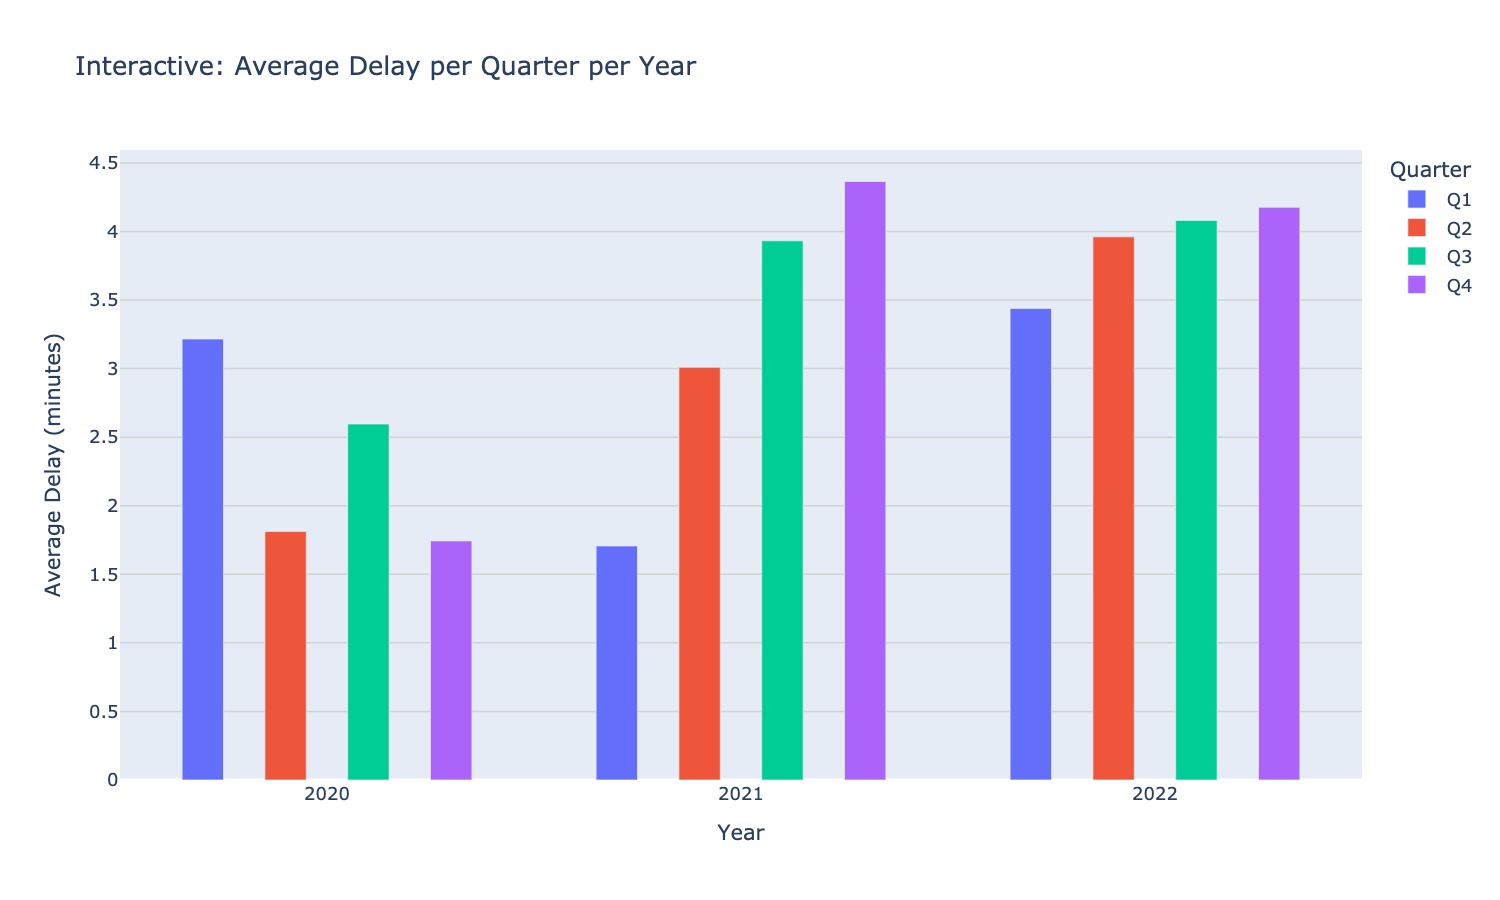 Interactive: Average Delay per Quarter per Year
Average Delay (minutes)
4.5
4
3.5
3
2.5
2
1.5
1
0.5
0
2020
2021
2022
Year
Quarter
Q1
Q2
Q3
Q4